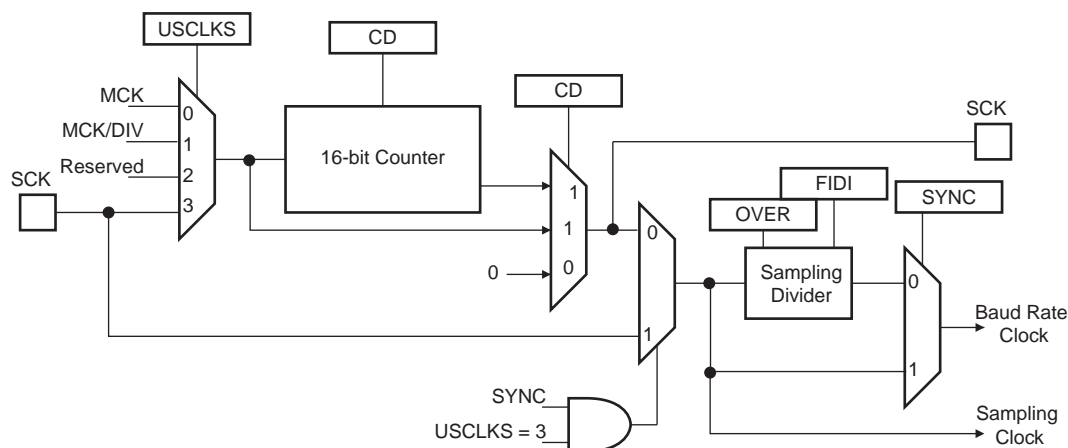 USCLKS
CD
CD
MCK
MCK/DIV
Reserved
SCK
0
1
2
3
16-bit Counter
1
1
0
0
SCK
FIDI
OVER
SYNC
0
1
Sampling
Divider
0
1
Baud Rate
Clock
SYNC
USCLKS = 3
Sampling
Clock